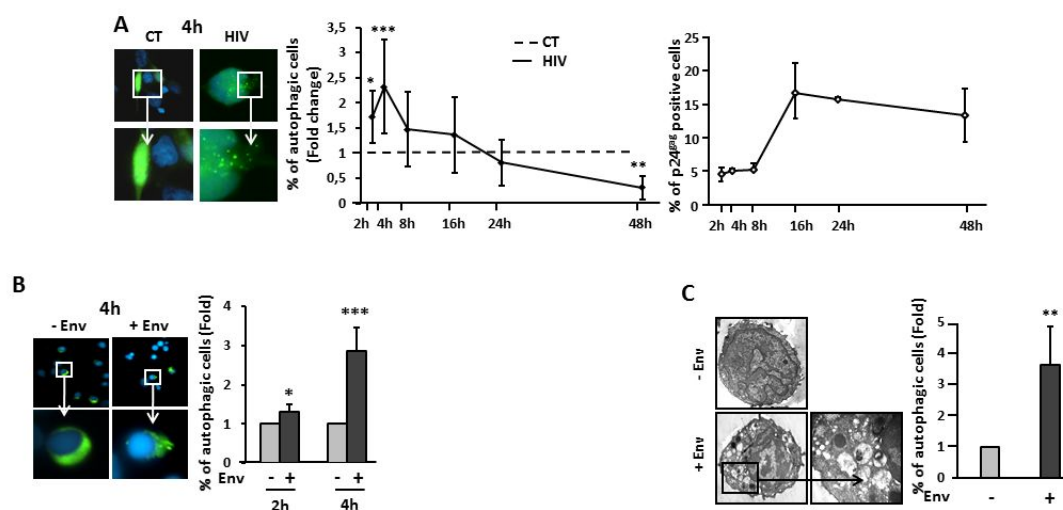 A
4h
CT
HIV
% of autophagic cells
(Fold change)
3,5
3
2,5
2
1,5
1
0,5
0
***
*
**
CT
HIV
2h
4h
8h
16h
24h
48h
% of p24gag positive cells
25
20
15
10
5
0
2h
4h
8h
16h
24h
48h
B
4h
- Env
+ Env
% of autophagic cells (Fold)
4
3
2
1
0
*
***
Env
- + - +
2h
4h
C
- Env
+ Env
% of autophagic cells (Fold)
5
4
3
2
1
0
**
Env
- +